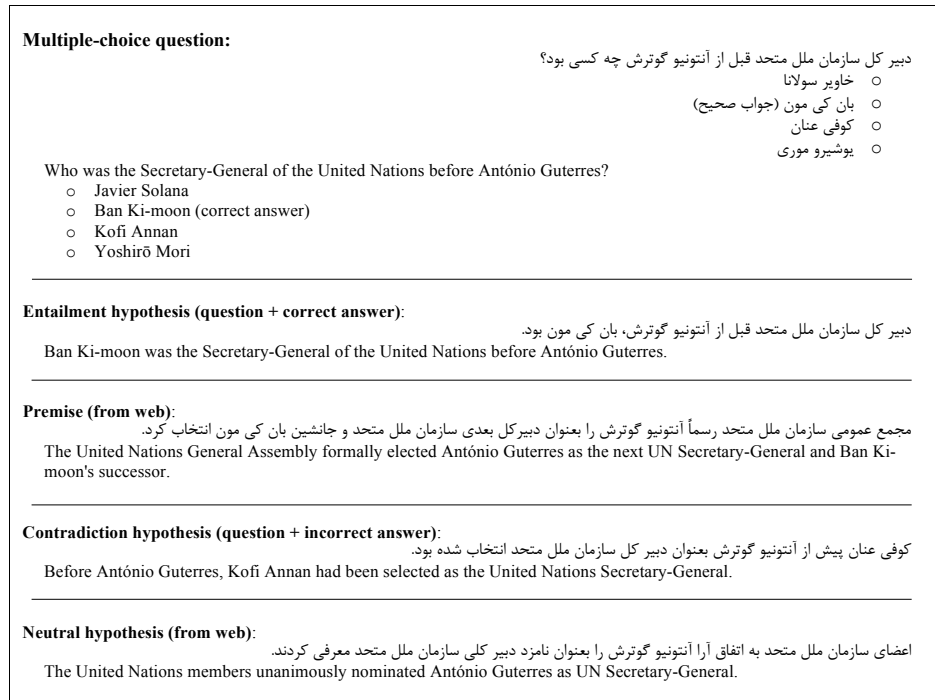 Multiple-choice question:
دبیر کل سازمان ملل متحد قبل از آنتونیو گوترش چه کسی بود؟
○ خاویر سولانا
○ بان کی مون (جواب صحیح)
○ کوفی عنان
○ یوشیرو موری
Who was the Secretary-General of the United Nations before António Guterres?
○ Javier Solana
○ Ban Ki-moon (correct answer)
○ Kofi Annan
○ Yoshirō Mori
Entailment hypothesis (question + correct answer):
دبیر کل سازمان ملل متحد قبل از آنتونیو گوترش، بان کی مون بود.
Ban Ki-moon was the Secretary-General of the United Nations before António Guterres.
Premise (from web):
مجمع عمومی سازمان ملل متحد رسماً آنتونیو گوترش را بعنوان دبیرکل بعدی سازمان ملل متحد و جانشین بان کی مون انتخاب کرد.
The United Nations General Assembly formally elected António Guterres as the next UN Secretary-General and Ban Ki-
moon's successor.
Contradiction hypothesis (question + incorrect answer):
کوفی عنان پیش از آنتونیو گوترش بعنوان دبیر کل سازمان ملل متحد انتخاب شده بود.
Before António Guterres, Kofi Annan had been selected as the United Nations Secretary-General.
Neutral hypothesis (from web):
اعضای سازمان ملل متحد به اتفاق آرا آنتونیو گوترش را بعنوان نامزد دبیر کلی سازمان ملل متحد معرفی کردند.
The United Nations members unanimously nominated António Guterres as UN Secretary-General.